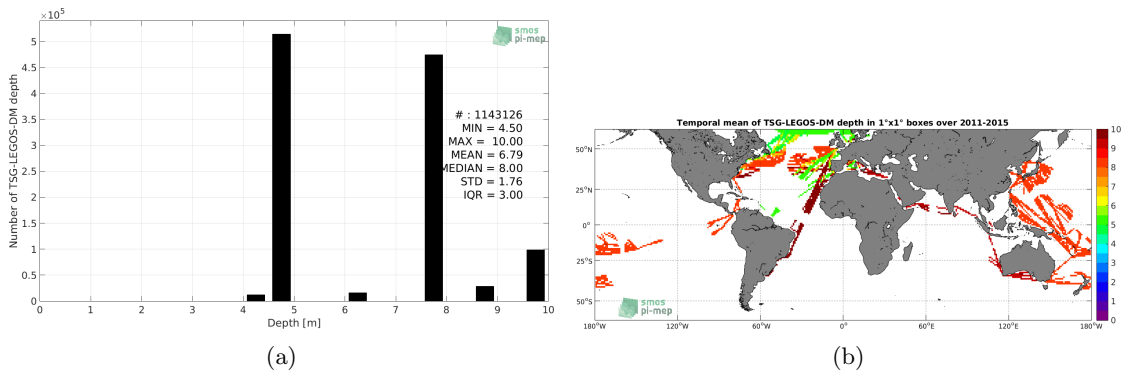 ×10⁵
5
4.5
4
3.5
3
2.5
2
1.5
1
0.5
0
Number of TSG-LEGOS-DM depth
smos
pi-mep
# : 1143126
MIN = 4.50
MAX = 10.00
MEAN = 6.79
MEDIAN = 8.00
STD = 1.76
IQR = 3.00
0 1 2 3 4 5 6 7 8 9 10
Depth [m]
(a)
Temporal mean of TSG-LEGOS-DM depth in 1°x1° boxes over 2011-2015
50°N
25°N
0°
25°S
50°S
smos
pi-mep
180°W 120°W 60°W 0° 60°E 120°E 180°W
10
9
8
7
6
5
4
3
2
1
0
(b)